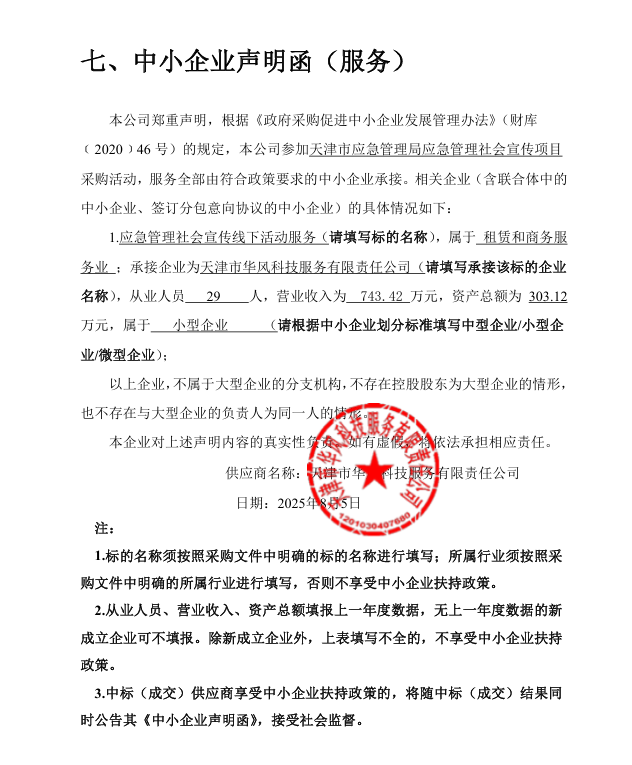 七、中小企业声明函（服务）
本公司郑重声明，根据《政府采购促进中小企业发展管理办法》（财库
﹝2020﹞46 号）的规定，本公司参加天津市应急管理局应急管理社会宣传项目
采购活动，服务全部由符合政策要求的中小企业承接。相关企业（含联合体中的
中小企业、签订分包意向协议的中小企业）的具体情况如下：
1.应急管理社会宣传线下活动服务（请填写标的名称），属于 租赁和商务服
务业 ；承接企业为天津市华风科技服务有限责任公司（请填写承接该标的企业
名称），从业人员 29 人，营业收入为 743.42 万元，资产总额为 303.12
万元，属于 小型企业 （请根据中小企业划分标准填写中型企业/小型企
业/微型企业）；
以上企业，不属于大型企业的分支机构，不存在控股股东为大型企业的情形，
也不存在与大型企业的负责人为同一人的情形。
本企业对上述声明内容的真实性负责。如有虚假，将依法承担相应责任。
供应商名称：天津市华风科技服务有限责任公司
日期：2025年8月5日
天津市华风科技服务有限责任公司
1201030407680
注：
1.标的名称须按照采购文件中明确的标的名称进行填写；所属行业须按照采
购文件中明确的所属行业进行填写，否则不享受中小企业扶持政策。
2.从业人员、营业收入、资产总额填报上一年度数据，无上一年度数据的新
成立企业可不填报。除新成立企业外，上表填写不全的，不享受中小企业扶持
政策。
3.中标（成交）供应商享受中小企业扶持政策的，将随中标（成交）结果同
时公告其《中小企业声明函》，接受社会监督。